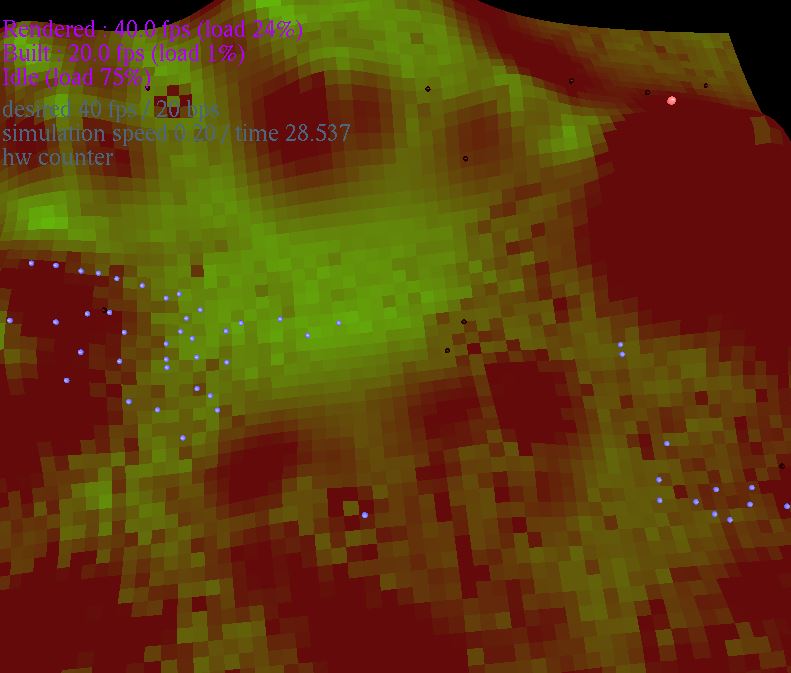 Rendered : 40.0 fps (load 24%)
Built : 20.0 fps (load 1%)
Idle (load 75%)
desired 40 fps / 20 bps
simulation speed 0.20 / time 28.537
hw counter